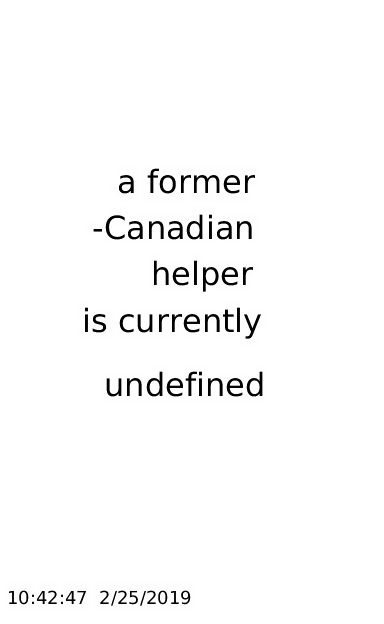 a former
-Canadian
helper
is currently
undefined
10:42:47 2/25/2019